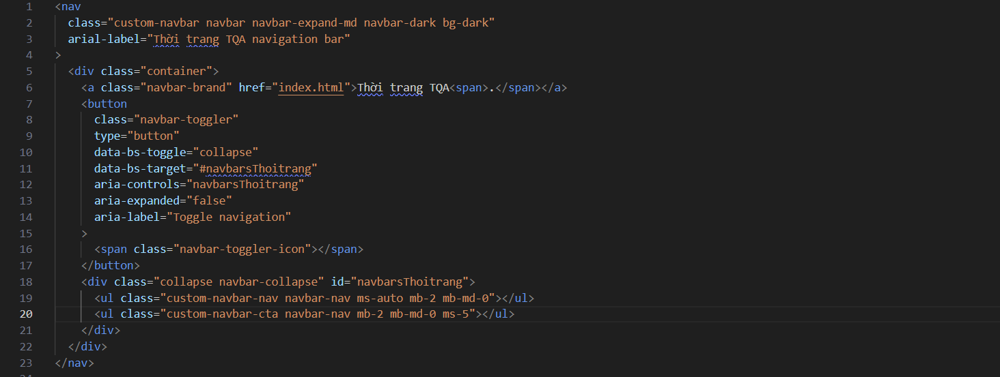 1 <nav
2 class="custom-navbar navbar navbar-expand-md navbar-dark bg-dark"
3 arial-label="Thời trang TQA navigation bar"
4 >
5 <div class="container">
6 <a class="navbar-brand" href="index.html">Thời trang TQA<span>.</span></a>
7 <button
8 class="navbar-toggler"
9 type="button"
10 data-bs-toggle="collapse"
11 data-bs-target="#navbarsThoitrang"
12 aria-controls="navbarsThoitrang"
13 aria-expanded="false"
14 aria-label="Toggle navigation"
15 >
16 <span class="navbar-toggler-icon"></span>
17 </button>
18 <div class="collapse navbar-collapse" id="navbarsThoitrang">
19 <ul class="custom-navbar-nav navbar-nav ms-auto mb-2 mb-md-0"></ul>
20 <ul class="custom-navbar-cta navbar-nav mb-2 mb-md-0 ms-5"></ul>
21 </div>
22 </div>
23 </nav>